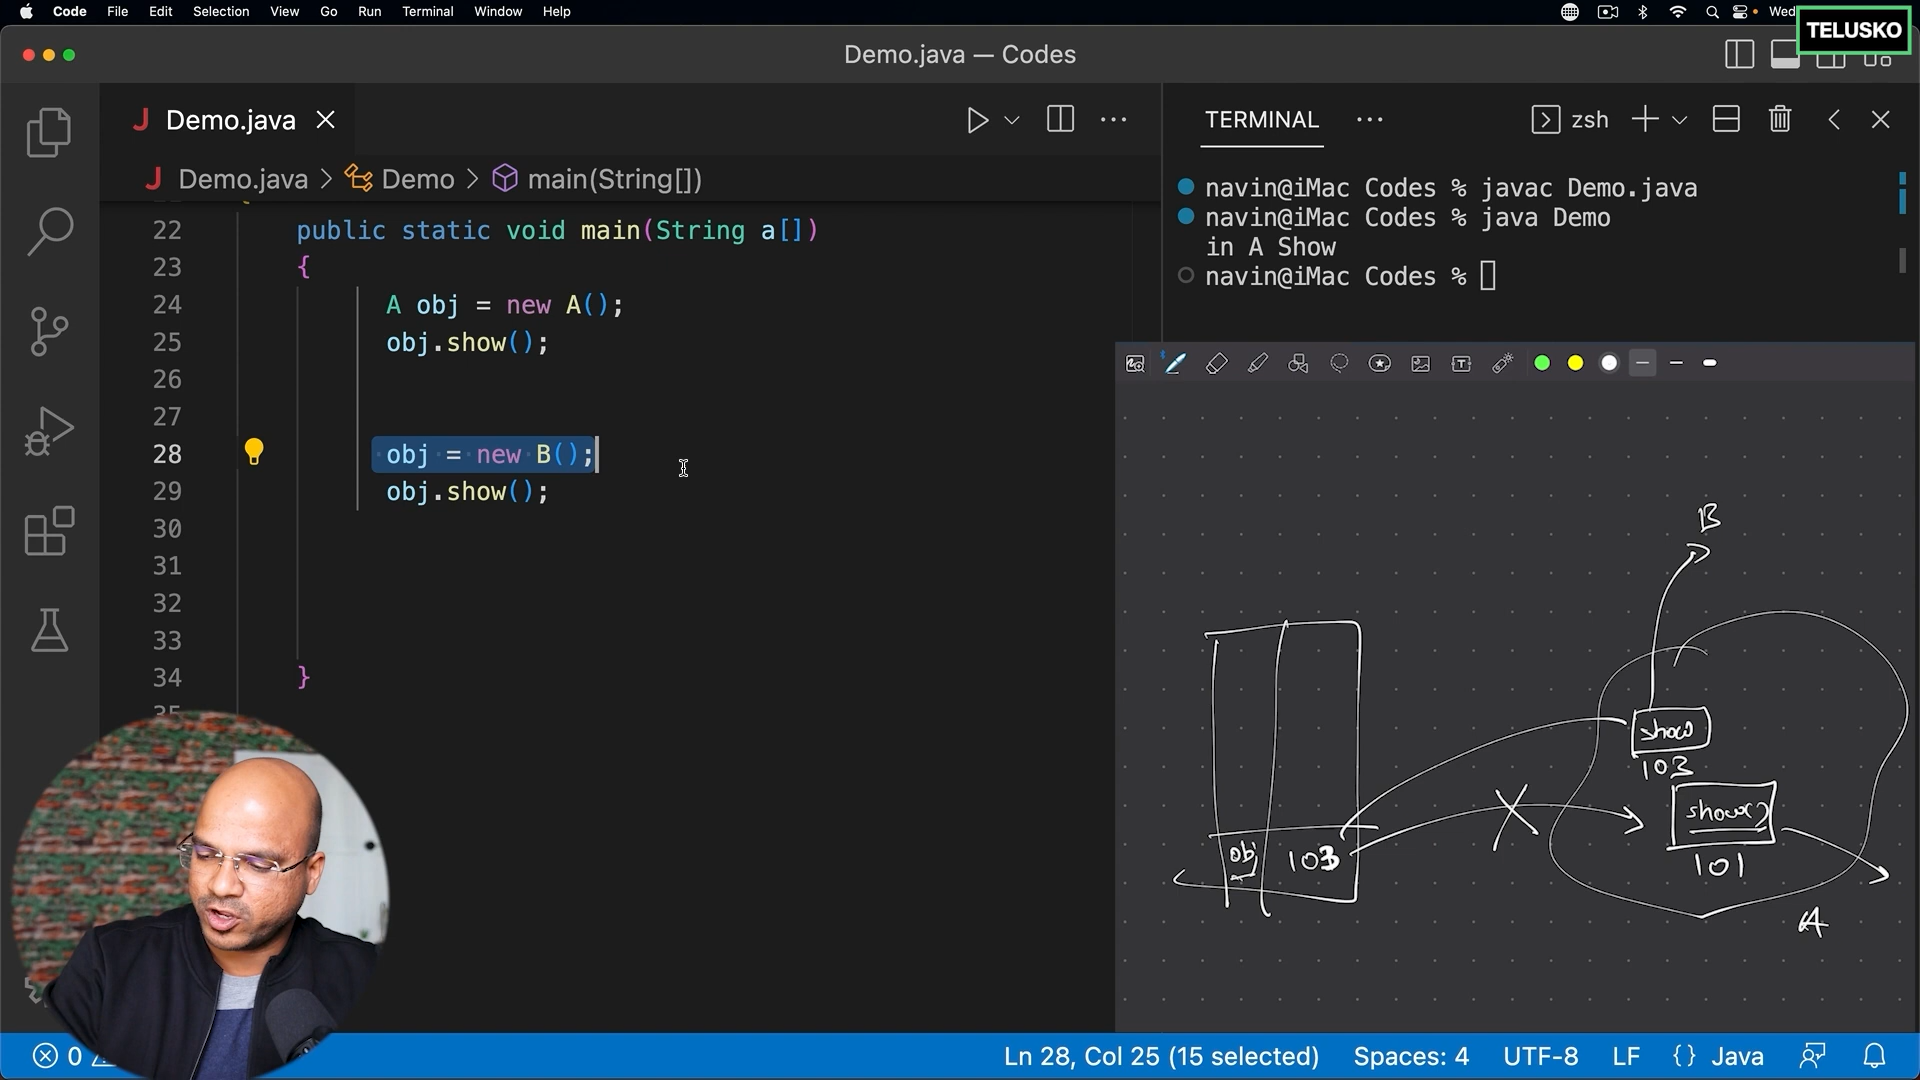 Code File Edit Selection View Go Run Terminal Window Help Wed
TELUSKO
Demo.java — Codes
J Demo.java
J Demo.java > Demo > main(String[])
22 public static void main(String a[])
23 {
24 A obj = new A();
25 obj.show();
26
27
28 obj = new B();
29 obj.show();
30
31
32
33
34 }
35
TERMINAL
zsh
navin@iMac Codes % javac Demo.java
navin@iMac Codes % java Demo
in A Show
navin@iMac Codes %
B
show
103
show()
101
obj 103
A
0
Ln 28, Col 25 (15 selected) Spaces: 4 UTF-8 LF {} Java